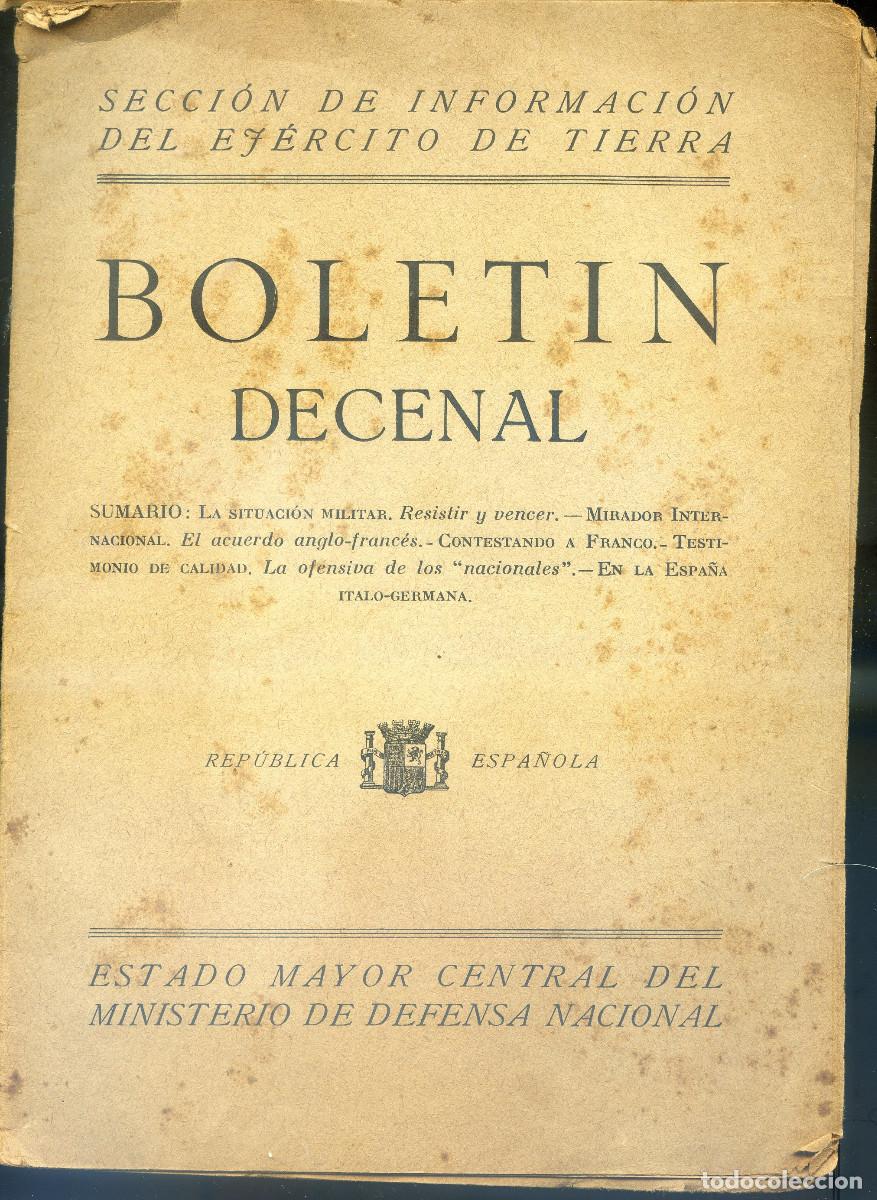 SECCIÓN DE INFORMACIÓN
DEL EJÉRCITO DE TIERRA
BOLETIN
DECENAL
SUMARIO: LA SITUACIÓN MILITAR. Resistir y vencer.—MIRADOR INTER-
NACIONAL. El acuerdo anglo-francés.-CONTESTANDO A FRANCO.-TESTI-
MONIO DE CALIDAD. La ofensiva de los "nacionales".—EN LA ESPAÑA
ITALO-GERMANA.
REPÚBLICA ESPAÑOLA
ESTADO MAYOR CENTRAL DEL
MINISTERIO DE DEFENSA NACIONAL
todocoleccion